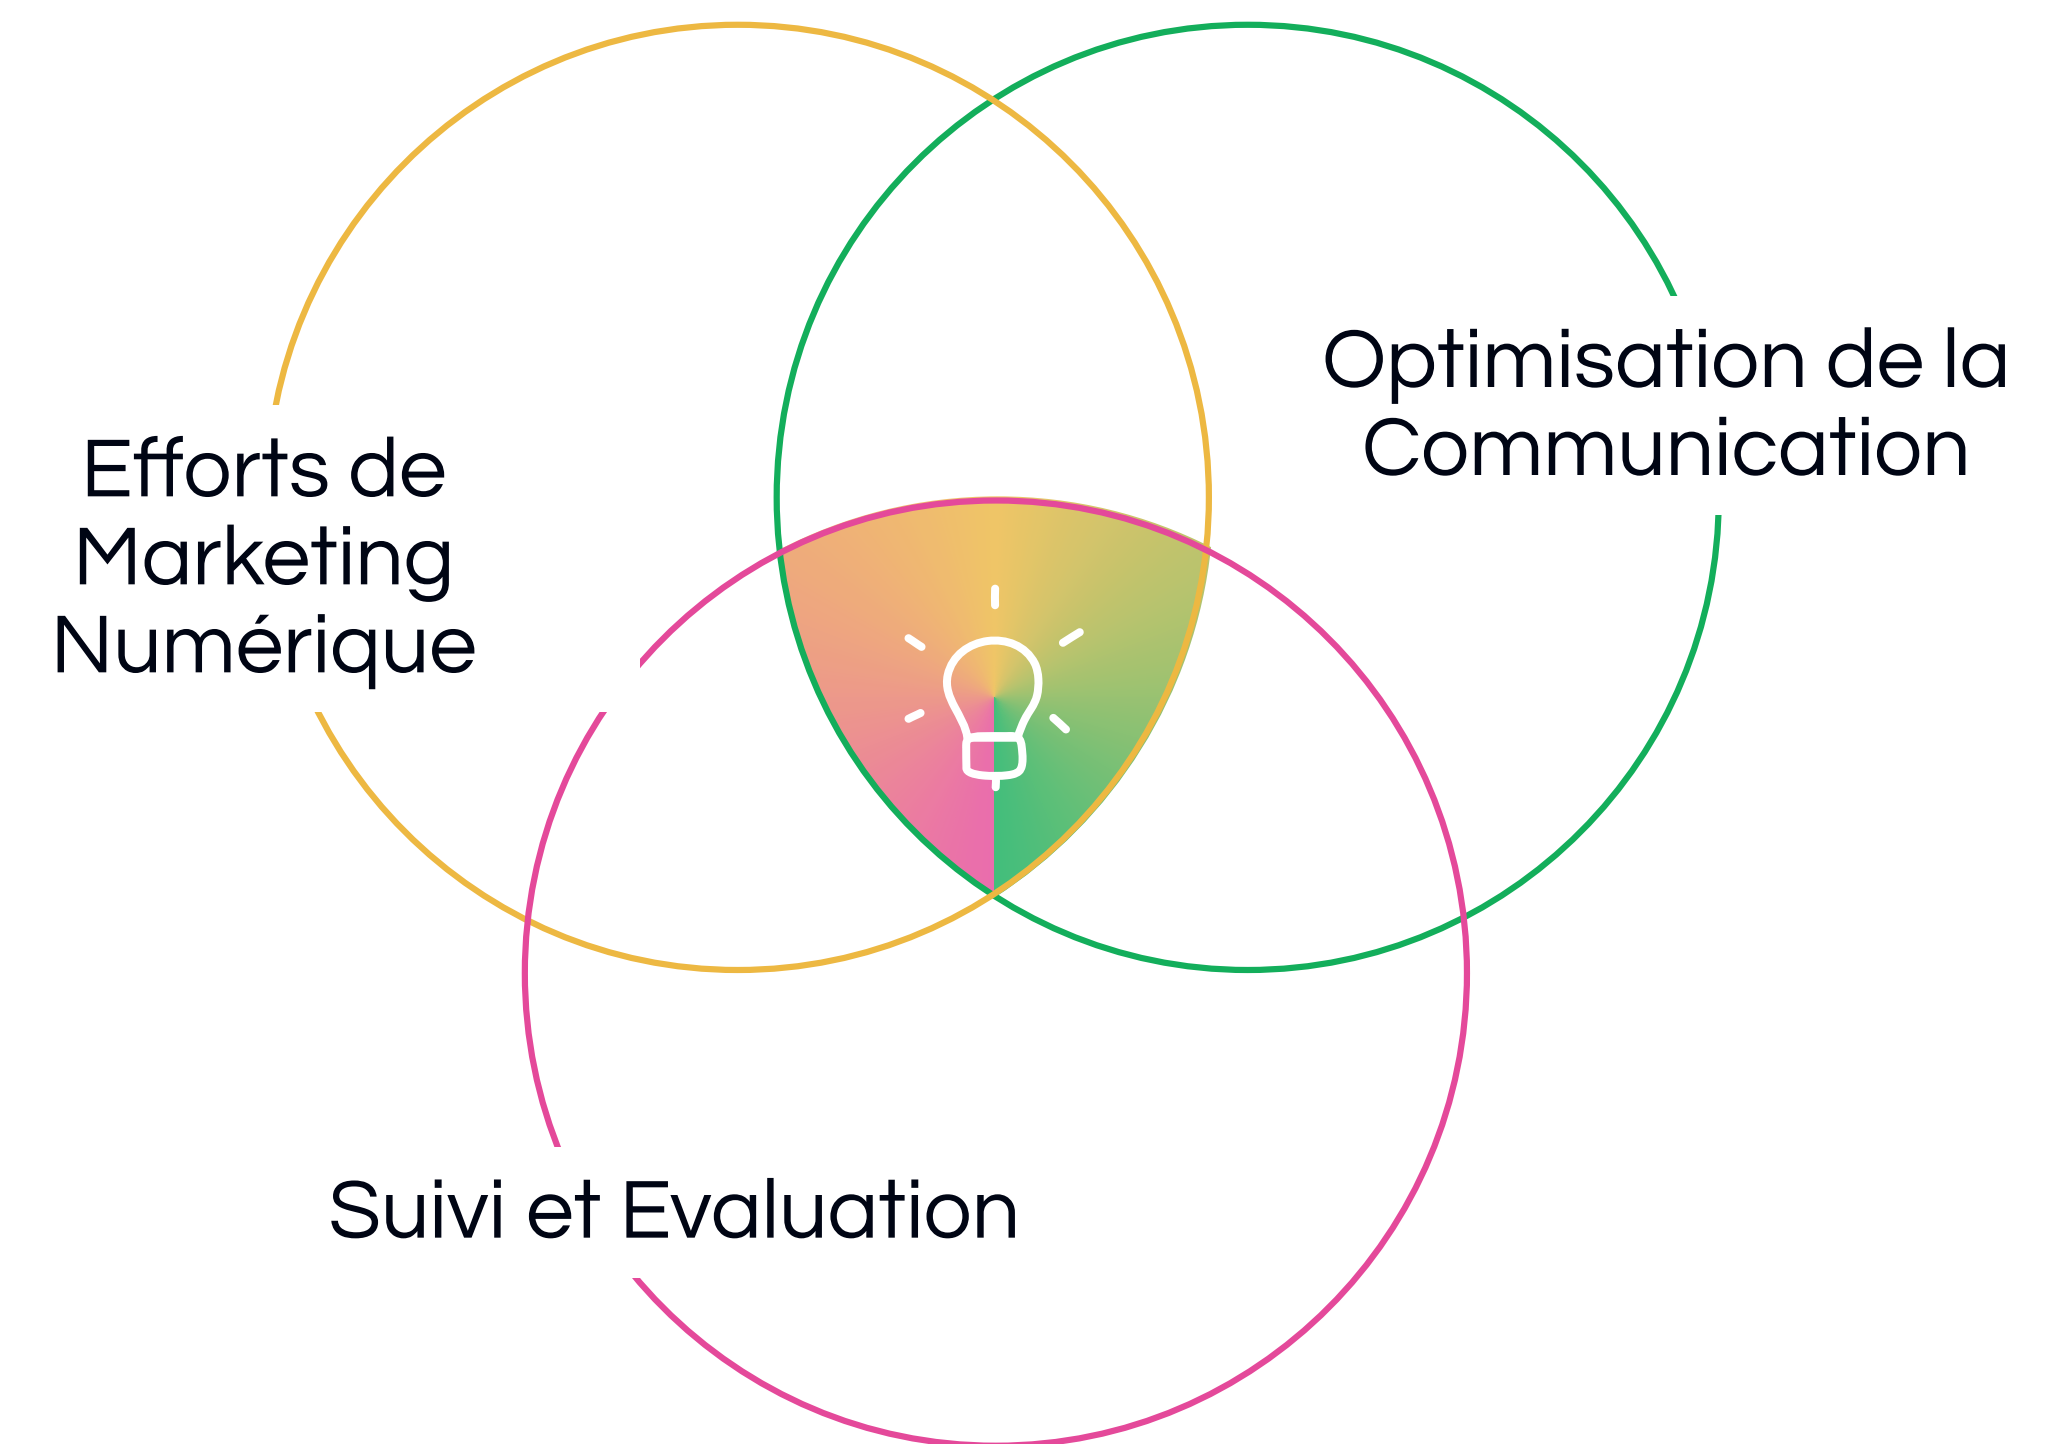 Efforts de
Marketing
Numérique
Optimisation de la
Communication
Suivi et Evaluation